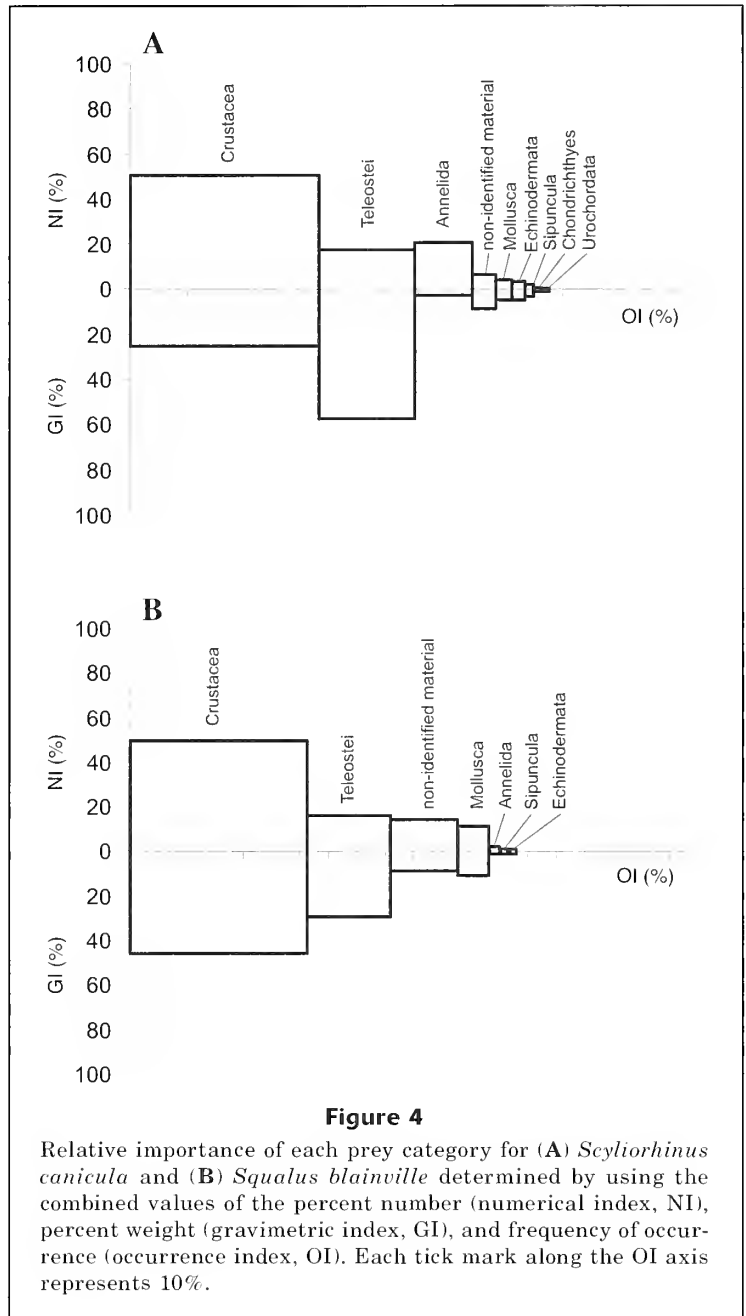 A
100
80
60
40
20
0
20
40
60
80
100
NI (%)
GI (%)
Crustacea
Teleostei
Annelida
non-identified material
Mollusca
Echinodermata
Sipuncula
Chondrichthyes
Urochordata
OI (%)
B
100
80
60
40
20
0
20
40
60
80
100
NI (%)
GI (%)
Crustacea
Teleostei
non-identified material
Mollusca
Annelida
Sipuncula
Echinodermata
OI (%)
Figure 4
Relative importance of each prey category for (A) Scyliorhinus
canicula and (B) Squalus blainville determined by using the
combined values of the percent number (numerical index, NI),
percent weight (gravimetric index, GI), and frequency of occur-
rence (occurrence index, OI). Each tick mark along the OI axis
represents 10%.